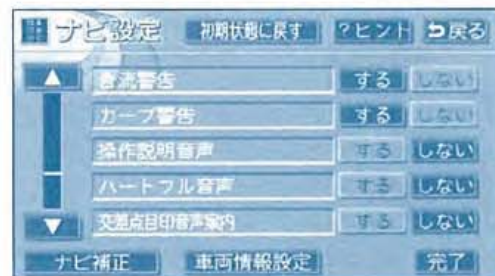 ナビ設定 初期状態に戻す ?ヒント 戻る
合流警告 する しない
カーブ警告 する しない
操作説明音声 する しない
ハートフル音声 する しない
交差点目印音声案内 する しない
ナビ補正 車両情報設定 完了